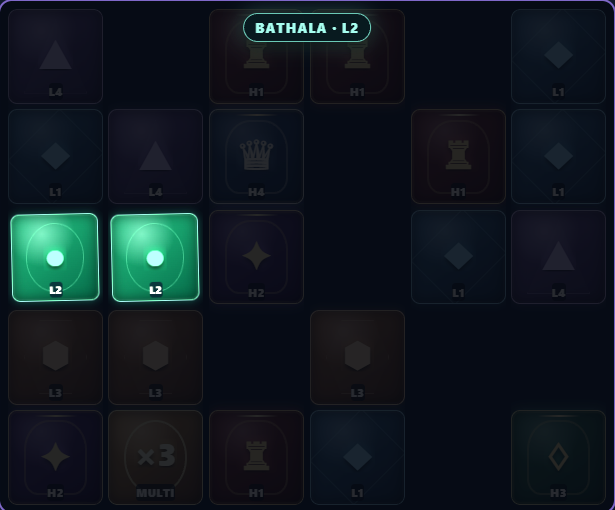 BATHALA · L2
L4 H1 H1 L1
L1 L4 H4 H1 L1
L2 L2 H2 L1 L4
L3 L3 L3
×3
H2 MULTI H1 L1 H3